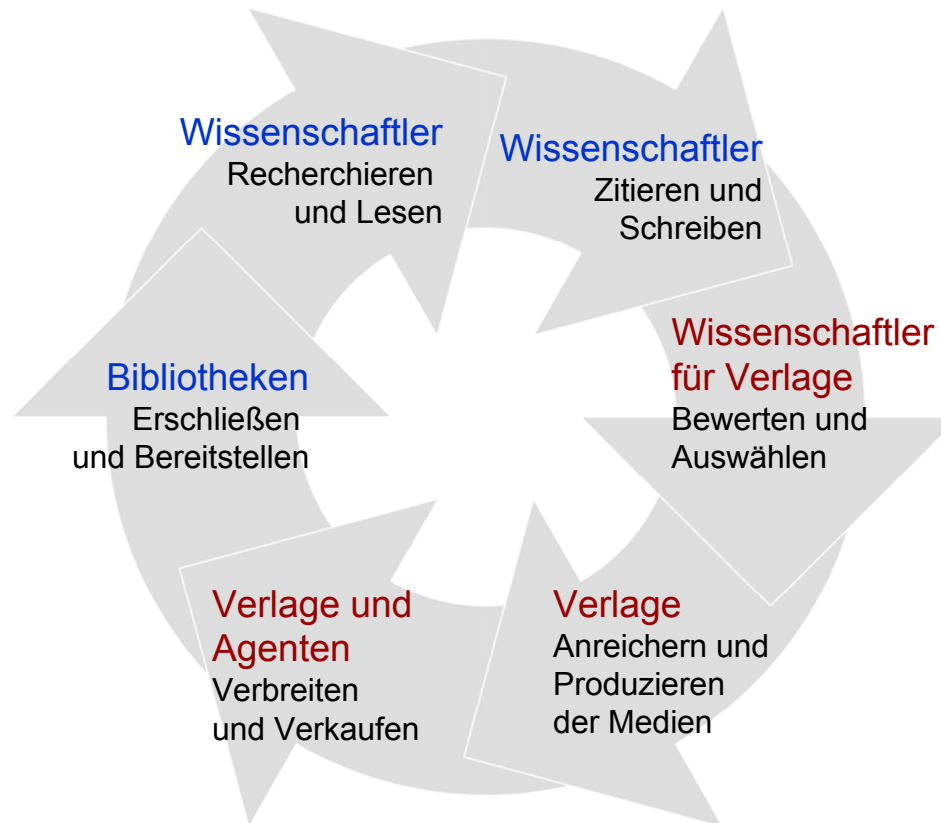 Wissenschaftler
Recherchieren
und Lesen
Wissenschaftler
Zitieren und
Schreiben
Wissenschaftler
für Verlage
Bewerten und
Auswählen
Verlage
Anreichern und
Produzieren
der Medien
Verlage und
Agenten
Verbreiten
und Verkaufen
Bibliotheken
Erschließen
und Bereitstellen